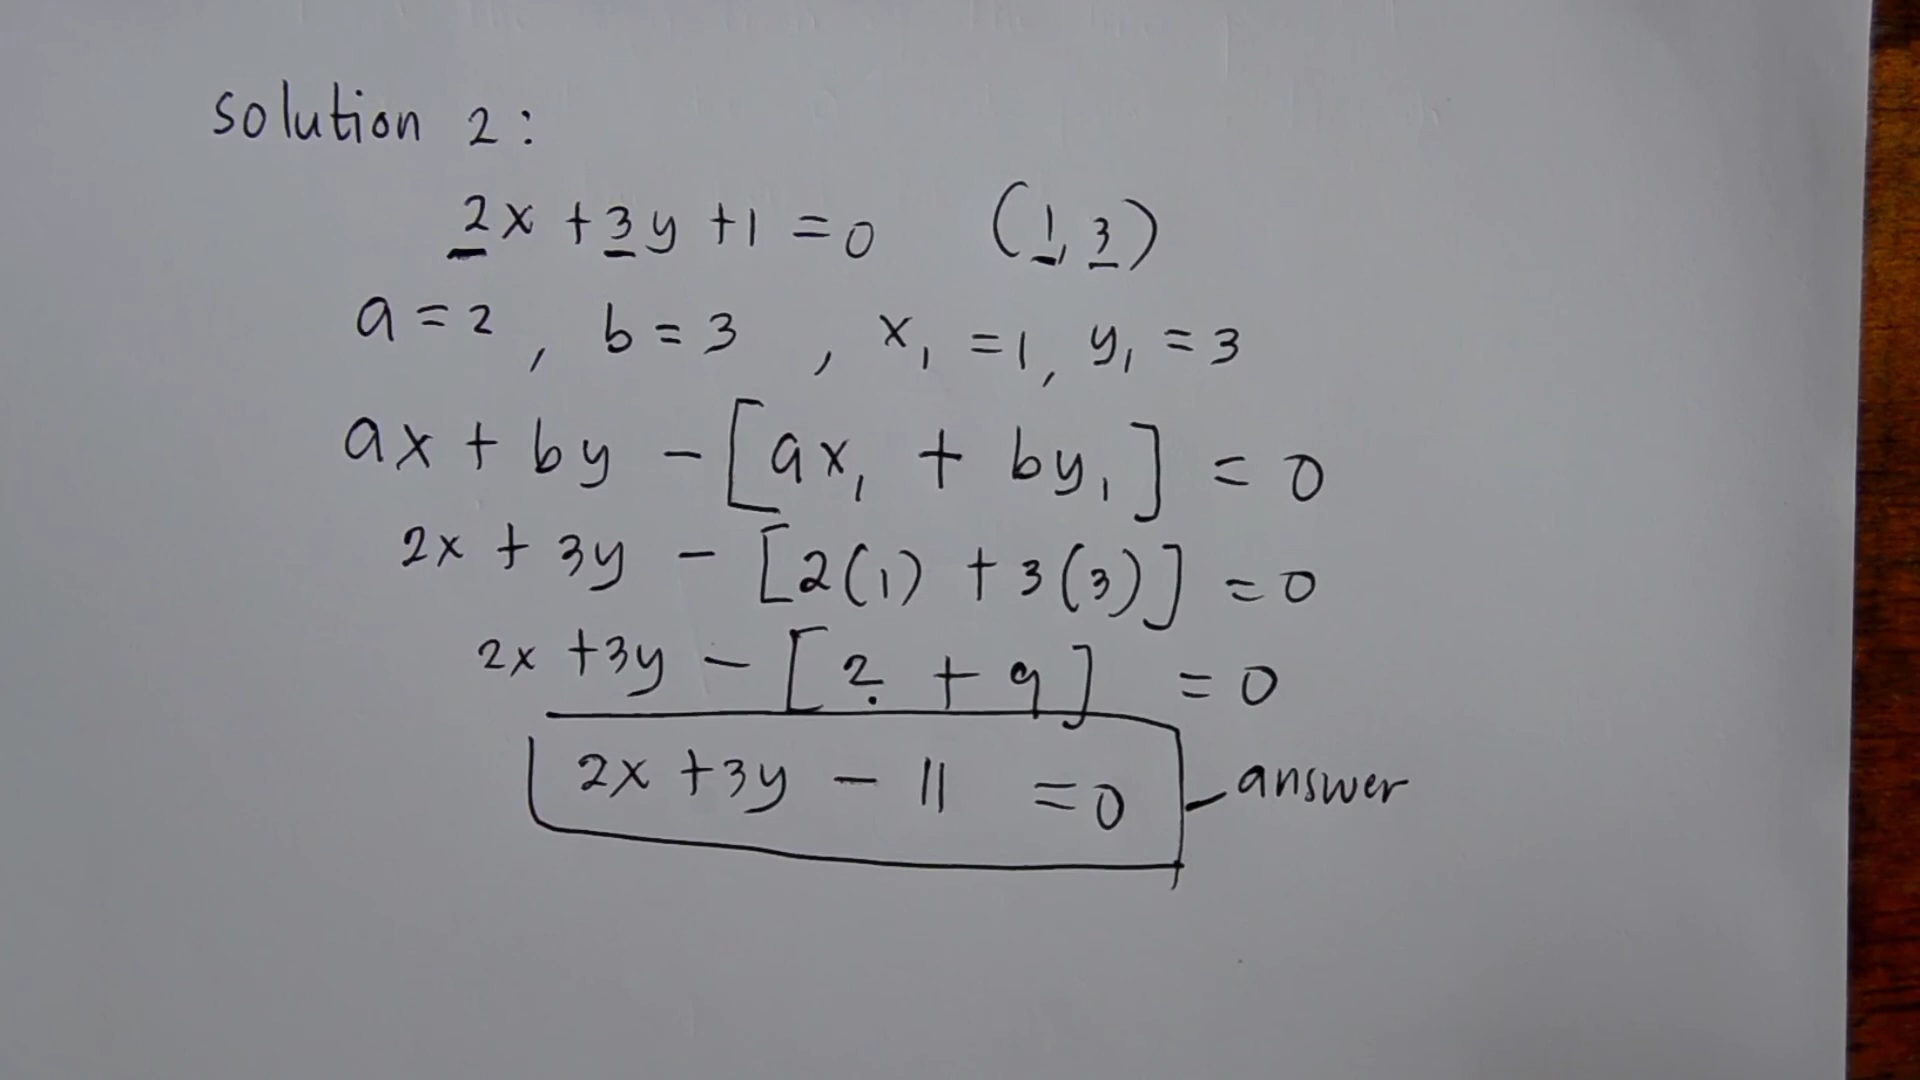 solution 2:
2x + 3y + 1 = 0 (1, 3)
a = 2 , b = 3 , x₁ = 1, y₁ = 3
ax + by - [ax₁ + by₁] = 0
2x + 3y - [2(1) + 3(3)] = 0
2x + 3y - [2 + 9] = 0
2x + 3y - 11 = 0 answer